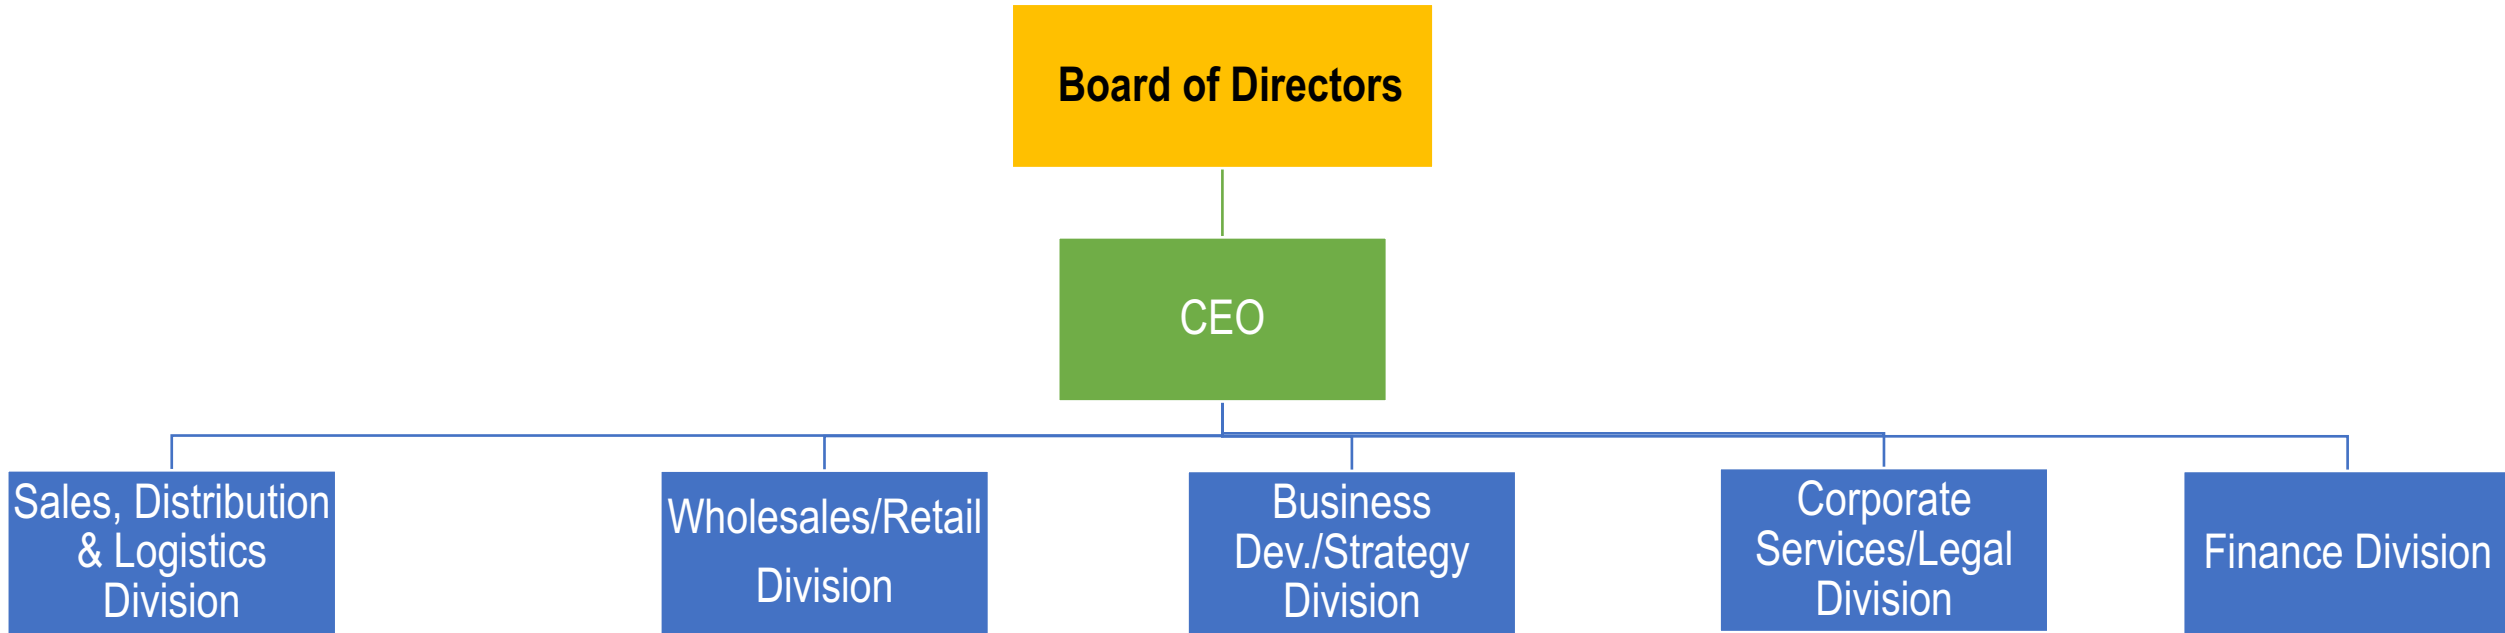 Board of Directors
CEO
Sales, Distribution
& Logistics
Division
Wholesales/Retail
Division
Business
Dev./Strategy
Division
Corporate
Services/Legal
Division
Finance Division